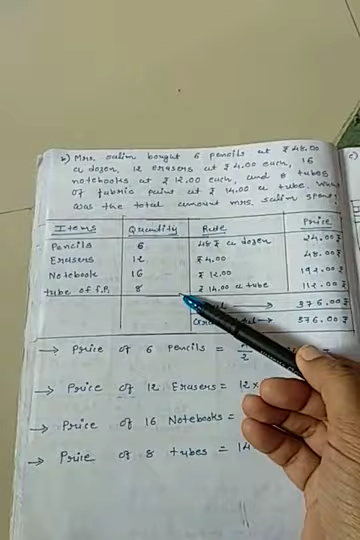 b) Mrs. salim bought 6 pencils at ₹48.00
a dozen, 12 erasers at ₹4.00 each, 16
notebooks at ₹12.00 each, and 8 tubes
of fabric paint at ₹14.00 a tube. What
was the total amount mrs. salim spent?
Items Quantity Rate Price
Pencils 6 48₹ a dozen 24.00₹
Erasers 12 ₹4.00 48.00₹
Notebook 16 ₹12.00 192.00₹
tube of f.P. 8 ₹14.00 a tube 112.00₹
376.00₹
376.00₹
→ Price of 6 pencils =
→ Price of 12 Erasers = 12×
→ Price of 16 Notebooks =
→ Price of 8 tubes = 14
c)